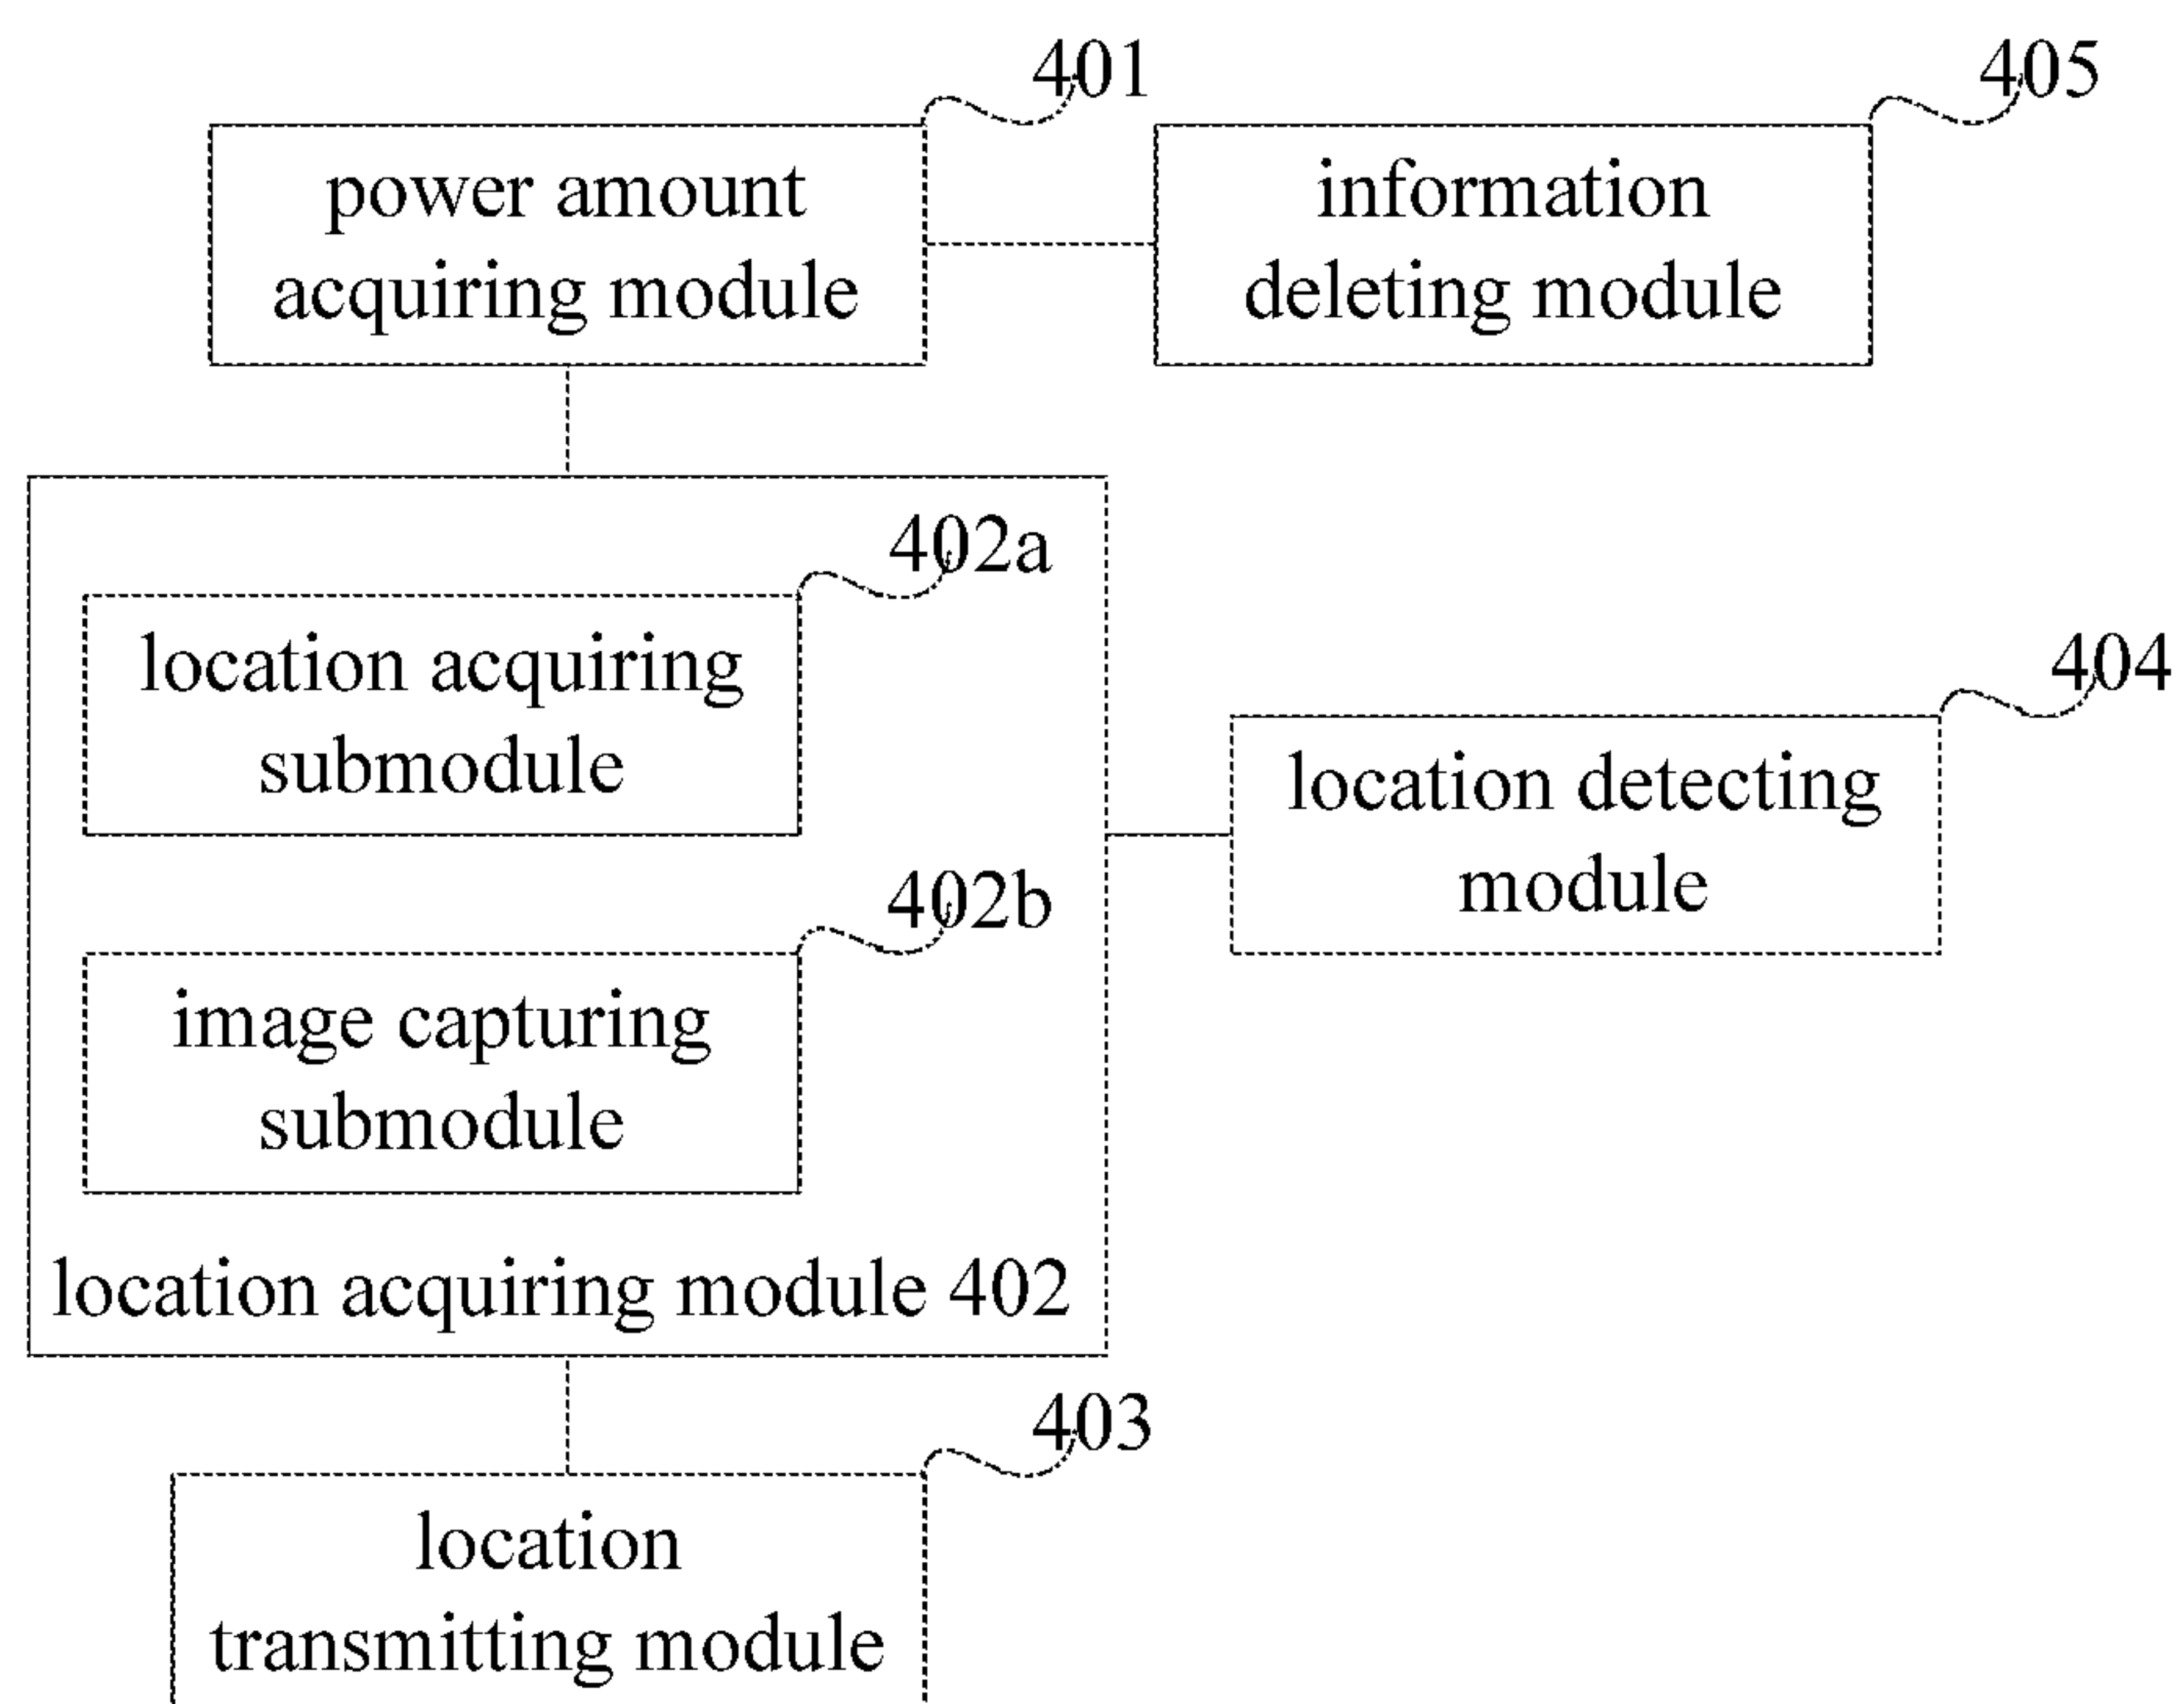 401
power amount
acquiring module
405
information
deleting module
402a
location acquiring
submodule
402b
image capturing
submodule
location acquiring module 402
404
location detecting
module
403
location
transmitting module